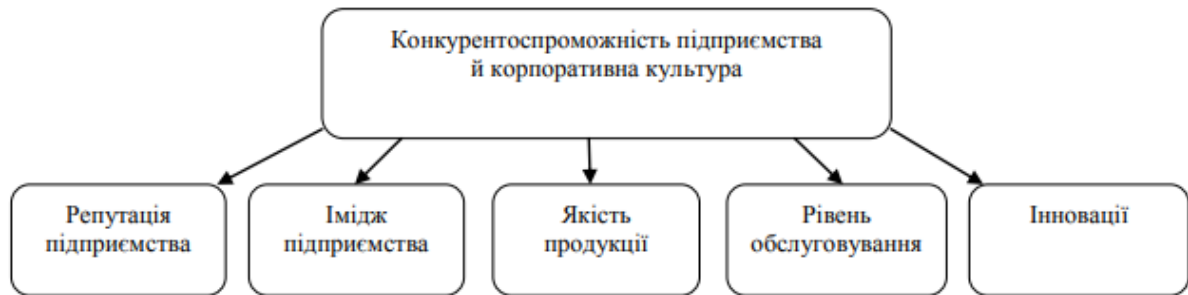 Конкурентоспроможність підприємства
й корпоративна культура
Репутація
підприємства
Імідж
підприємства
Якість
продукції
Рівень
обслуговування
Інновації